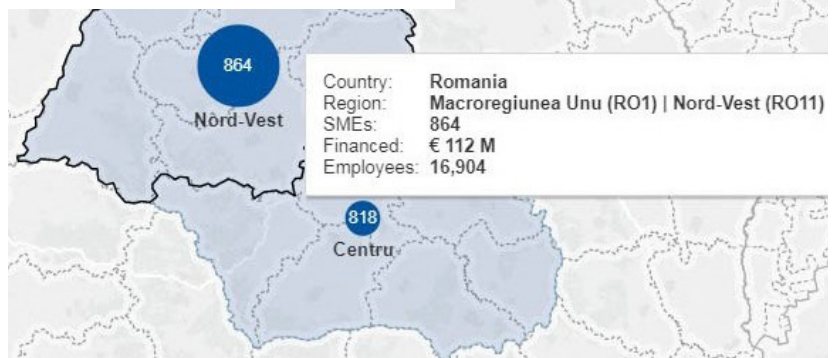 864
Nord-Vest
Country: Romania
Region: Macroregiunea Unu (RO1) | Nord-Vest (RO11)
SMEs: 864
Financed: € 112 M
Employees: 16,904
818
Centru